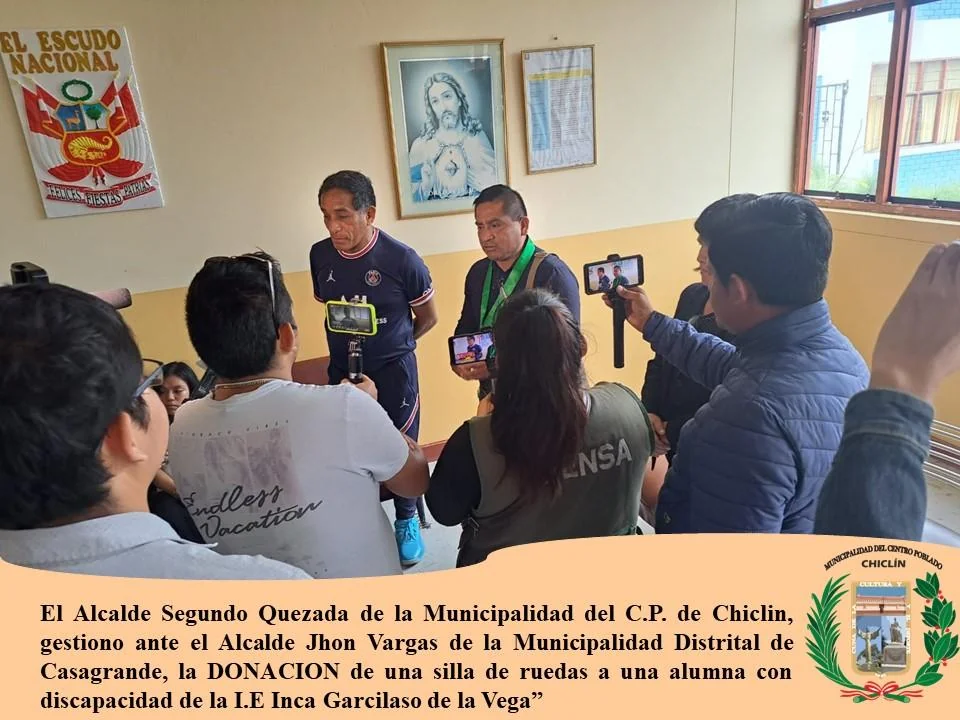 EL ESCUDO
NACIONAL
FELICES FIESTAS PATRIAS
Endless
Vacation
ENSA
MUNICIPALIDAD DEL CENTRO POBLADO
CHICLÍN
El Alcalde Segundo Quezada de la Municipalidad del C.P. de Chiclin,
gestiono ante el Alcalde Jhon Vargas de la Municipalidad Distrital de
Casagrande, la DONACION de una silla de ruedas a una alumna con
discapacidad de la I.E Inca Garcilaso de la Vega”